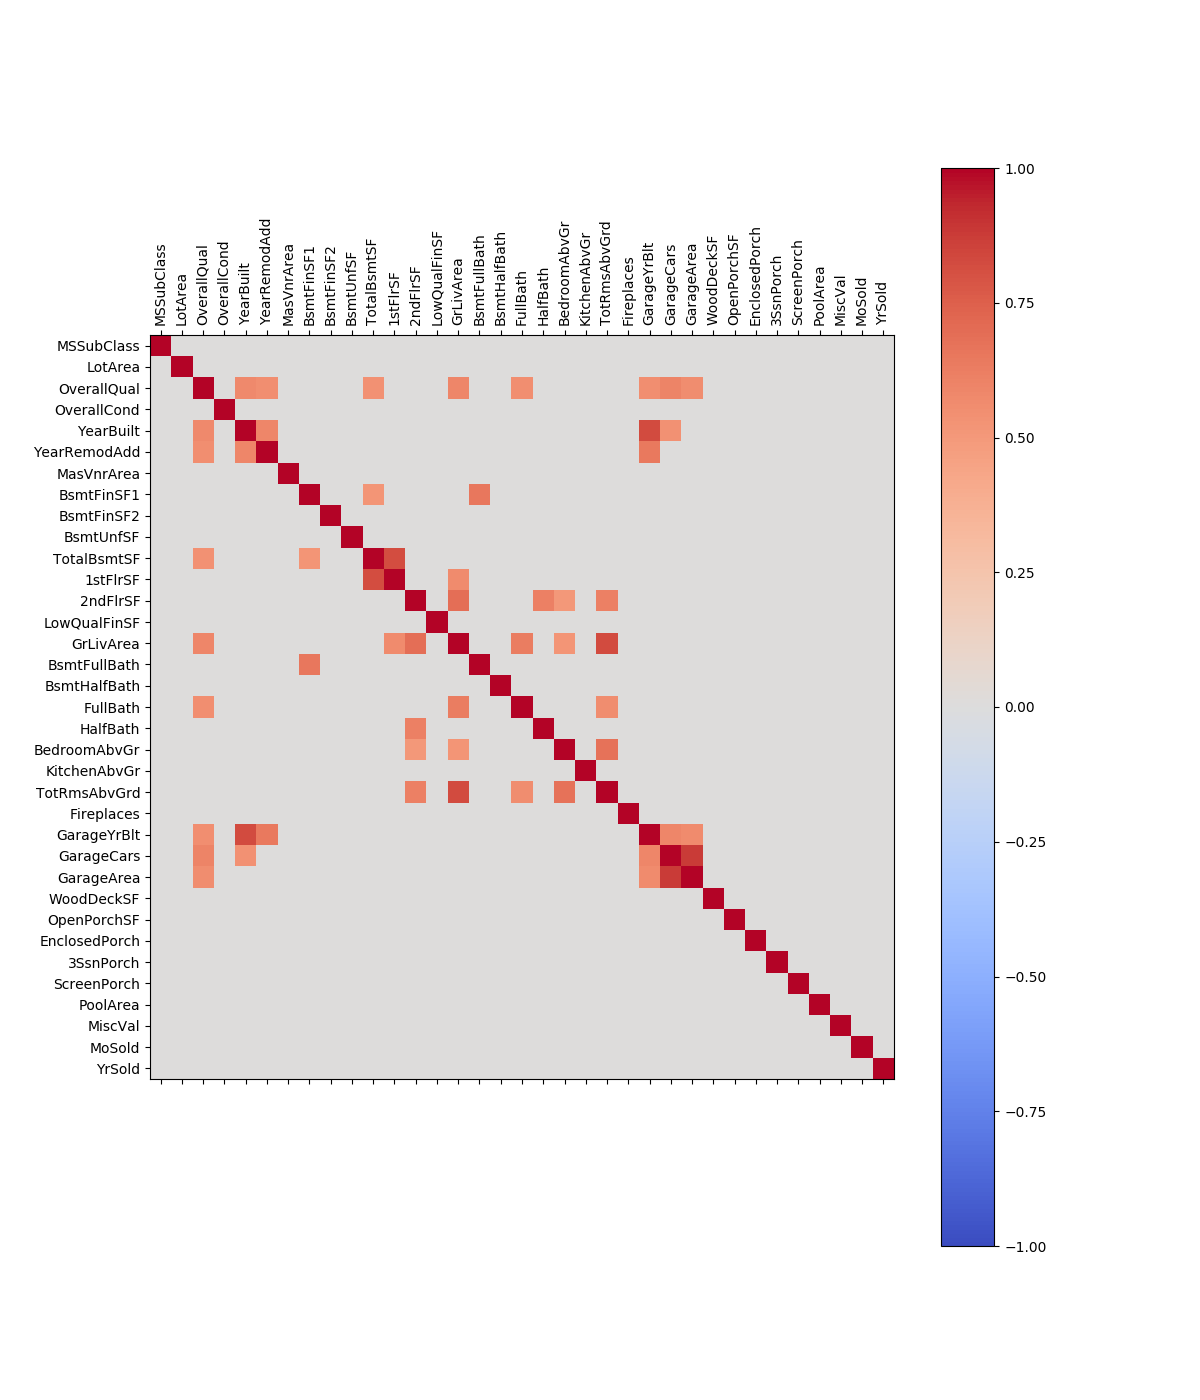 MSSubClass
LotArea
OverallQual
OverallCond
YearBuilt
YearRemodAdd
MasVnrArea
BsmtFinSF1
BsmtFinSF2
BsmtUnfSF
TotalBsmtSF
1stFlrSF
2ndFlrSF
LowQualFinSF
GrLivArea
BsmtFullBath
BsmtHalfBath
FullBath
HalfBath
BedroomAbvGr
KitchenAbvGr
TotRmsAbvGrd
Fireplaces
GarageYrBlt
GarageCars
GarageArea
WoodDeckSF
OpenPorchSF
EnclosedPorch
3SsnPorch
ScreenPorch
PoolArea
MiscVal
MoSold
YrSold
MSSubClass
LotArea
OverallQual
OverallCond
YearBuilt
YearRemodAdd
MasVnrArea
BsmtFinSF1
BsmtFinSF2
BsmtUnfSF
TotalBsmtSF
1stFlrSF
2ndFlrSF
LowQualFinSF
GrLivArea
BsmtFullBath
BsmtHalfBath
FullBath
HalfBath
BedroomAbvGr
KitchenAbvGr
TotRmsAbvGrd
Fireplaces
GarageYrBlt
GarageCars
GarageArea
WoodDeckSF
OpenPorchSF
EnclosedPorch
3SsnPorch
ScreenPorch
PoolArea
MiscVal
MoSold
YrSold
1.00
0.75
0.50
0.25
0.00
−0.25
−0.50
−0.75
−1.00